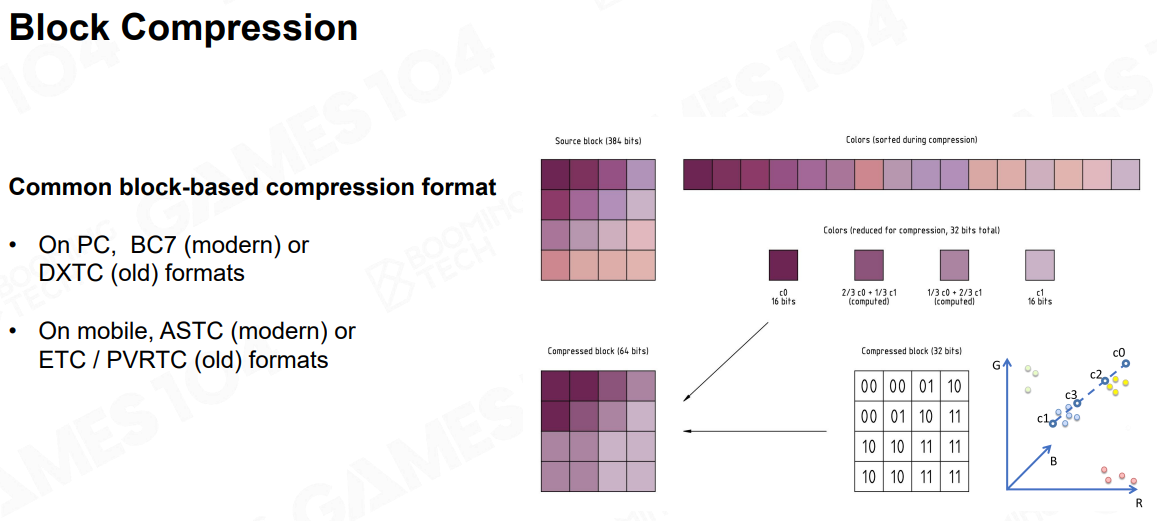 Block Compression
Common block-based compression format
• On PC, BC7 (modern) or
DXTC (old) formats
• On mobile, ASTC (modern) or
ETC / PVRTC (old) formats
Source block (384 bits)
Colors (sorted during compression)
Colors (reduced for compression, 32 bits total)
c0
16 bits
2/3 c0 + 1/3 c1
(computed)
1/3 c0 + 2/3 c1
(computed)
c1
16 bits
Compressed block (64 bits)
Compressed block (32 bits)
00 00 01 10
00 01 10 11
10 10 11 11
10 10 11 11
G
c0
c2
c3
c1
B
R
GAMES104
BOOMING
TECH